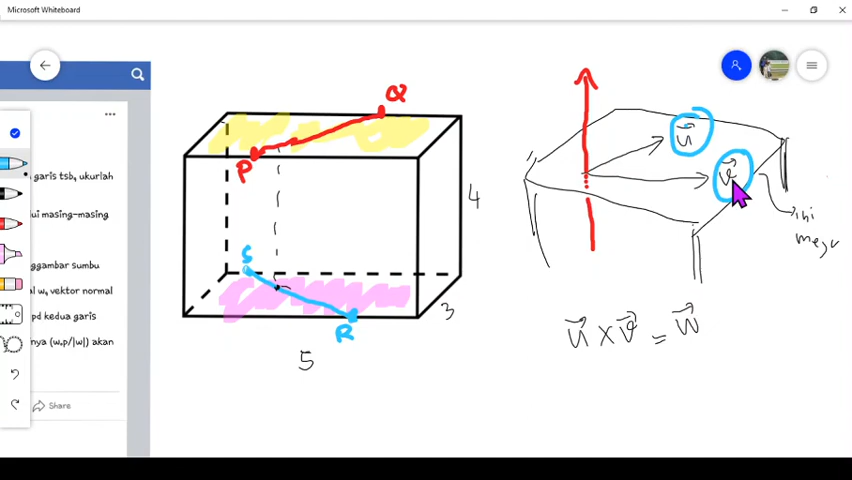 Microsoft Whiteboard
garis tsb, ukurlah
ui masing-masing
ggambar sumbu
al w, vektor normal
pd kedua garis
nya (w.p/|w|) akan
Share
Q
P
S
R
4
3
5
u
v
ini
meja
u × v = w